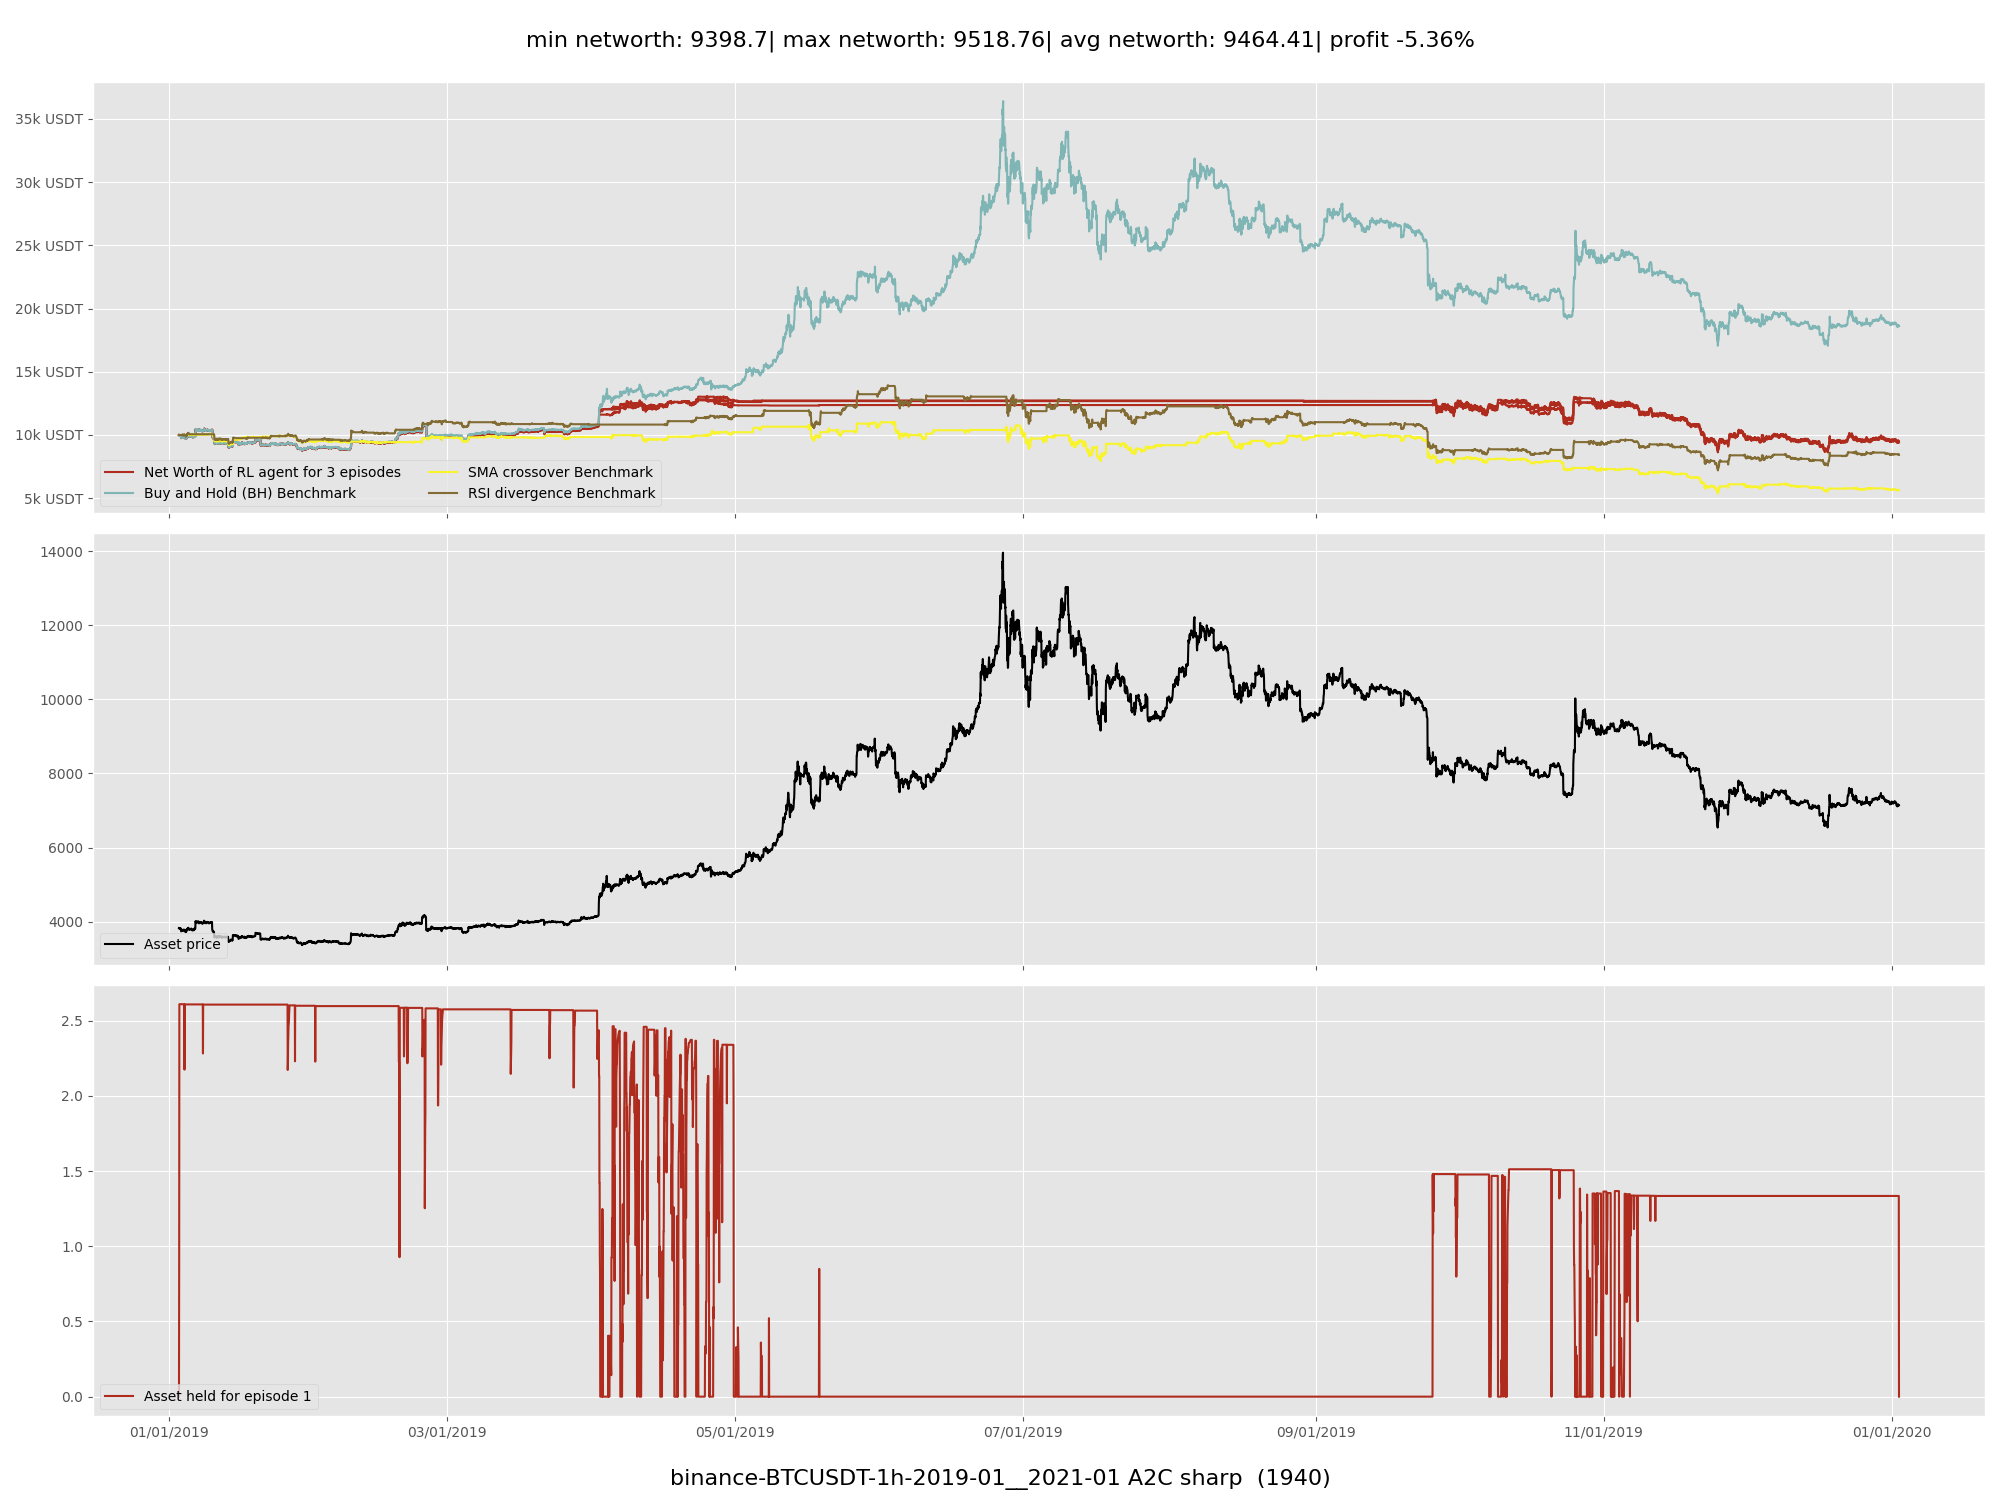 min networth: 9398.7| max networth: 9518.76| avg networth: 9464.41| profit -5.36%
35k USDT
30k USDT
25k USDT
20k USDT
15k USDT
10k USDT
5k USDT
Net Worth of RL agent for 3 episodes
Buy and Hold (BH) Benchmark
SMA crossover Benchmark
RSI divergence Benchmark
14000
12000
10000
8000
6000
4000
Asset price
2.5
2.0
1.5
1.0
0.5
0.0
Asset held for episode 1
01/01/2019 03/01/2019 05/01/2019 07/01/2019 09/01/2019 11/01/2019 01/01/2020
binance-BTCUSDT-1h-2019-01__2021-01 A2C sharp  (1940)